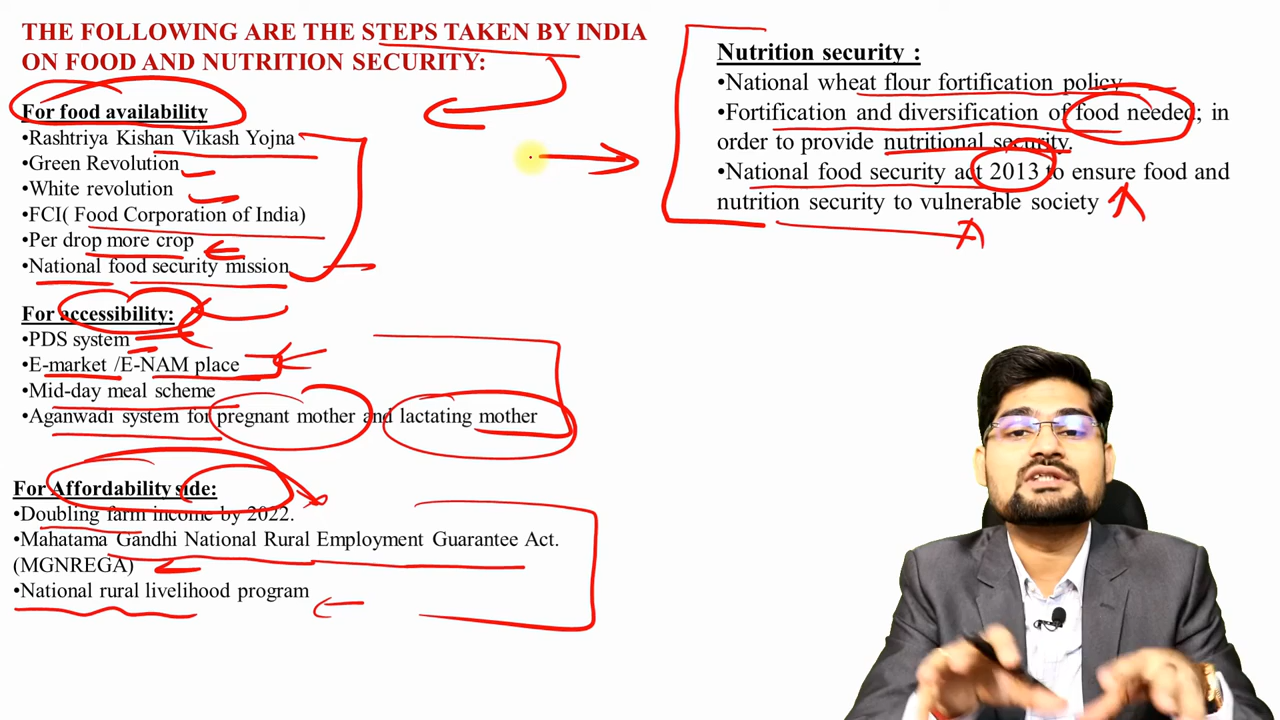 THE FOLLOWING ARE THE STEPS TAKEN BY INDIA
ON FOOD AND NUTRITION SECURITY:
For food availability
•Rashtriya Kishan Vikash Yojna
•Green Revolution
•White revolution
•FCI( Food Corporation of India)
•Per drop more crop
•National food security mission
For accessibility:
•PDS system
•E-market /E-NAM place
•Mid-day meal scheme
•Aganwadi system for pregnant mother and lactating mother
For Affordability side:
•Doubling farm income by 2022.
•Mahatama Gandhi National Rural Employment Guarantee Act.
(MGNREGA)
•National rural livelihood program
Nutrition security :
•National wheat flour fortification policy
•Fortification and diversification of food needed; in
order to provide nutritional security.
•National food security act 2013 to ensure food and
nutrition security to vulnerable society